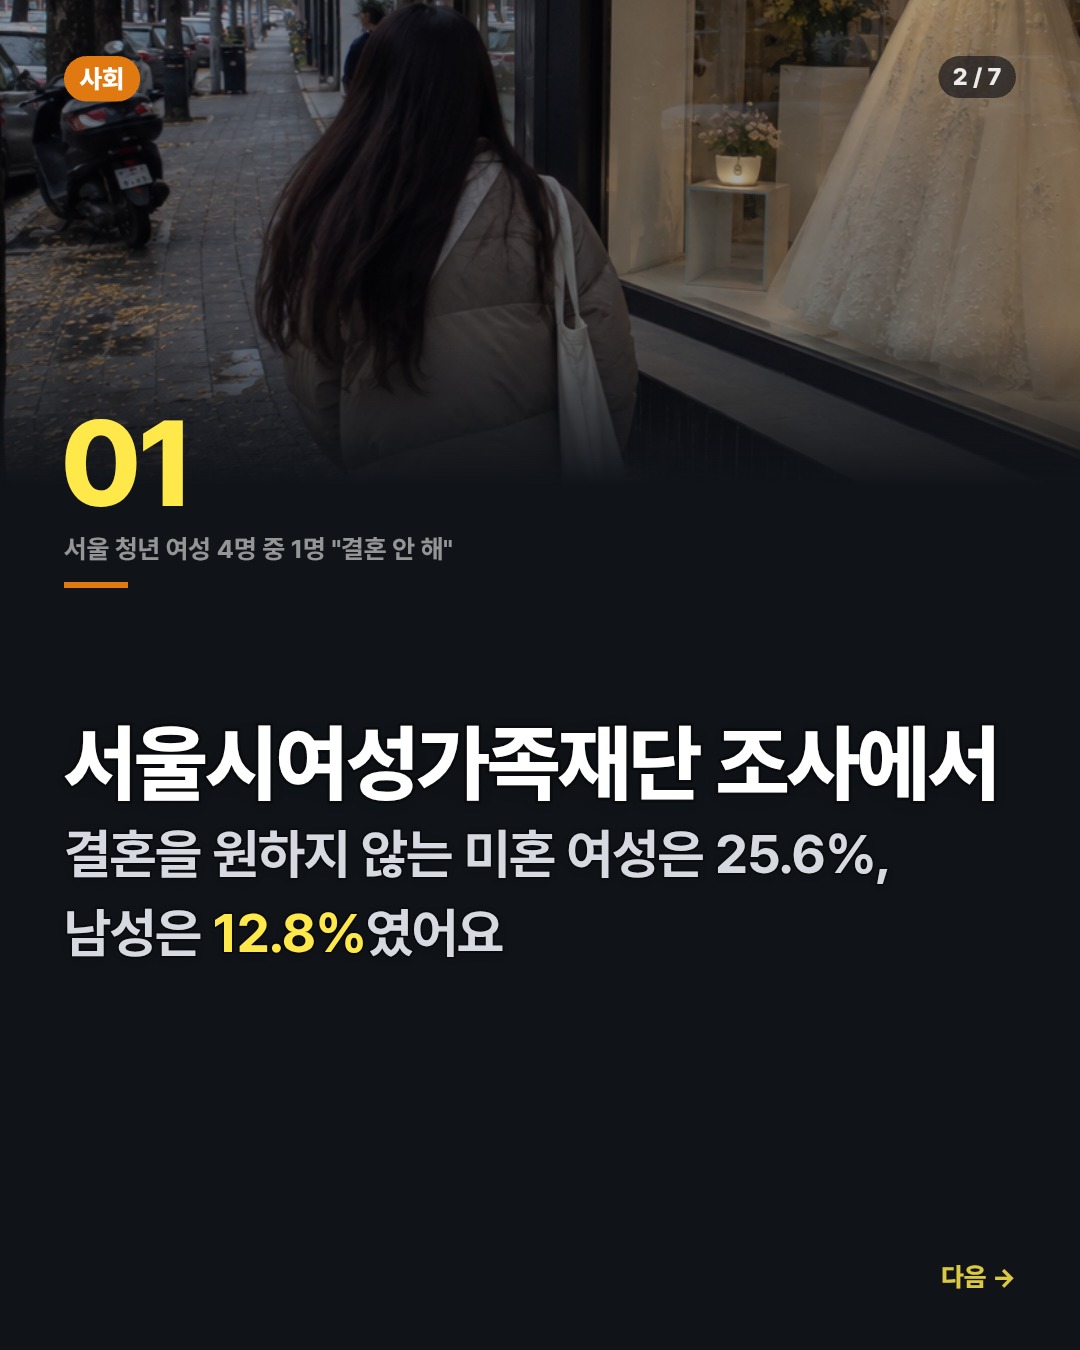 사회
2 / 7
01
서울 청년 여성 4명 중 1명 "결혼 안 해"
서울시여성가족재단 조사에서
결혼을 원하지 않는 미혼 여성은 25.6%,
남성은 12.8%였어요
다음 →